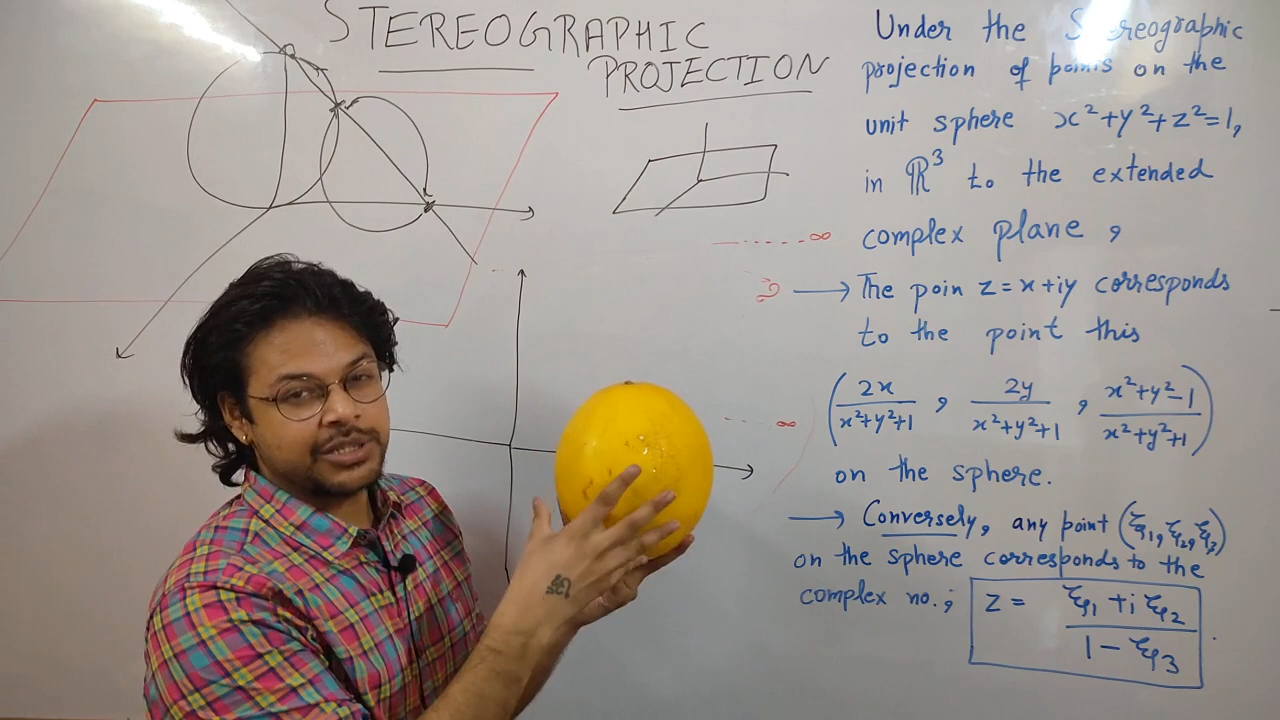 STEREOGRAPHIC
PROJECTION
Under the Stereographic
projection of points on the
unit sphere x²+y²+z²=1,
in ℝ³ to the extended
complex plane,
∞
→ The poin z=x+iy corresponds
to the point this
(2x/x²+y²+1, 2y/x²+y²+1, x²+y²-1/x²+y²+1)
∞
on the sphere.
→ Conversely, any point (ξ₁, ξ₂, ξ₃)
on the sphere corresponds to the
complex no.; z = ξ₁+iξ₂/1-ξ₃
ॐ